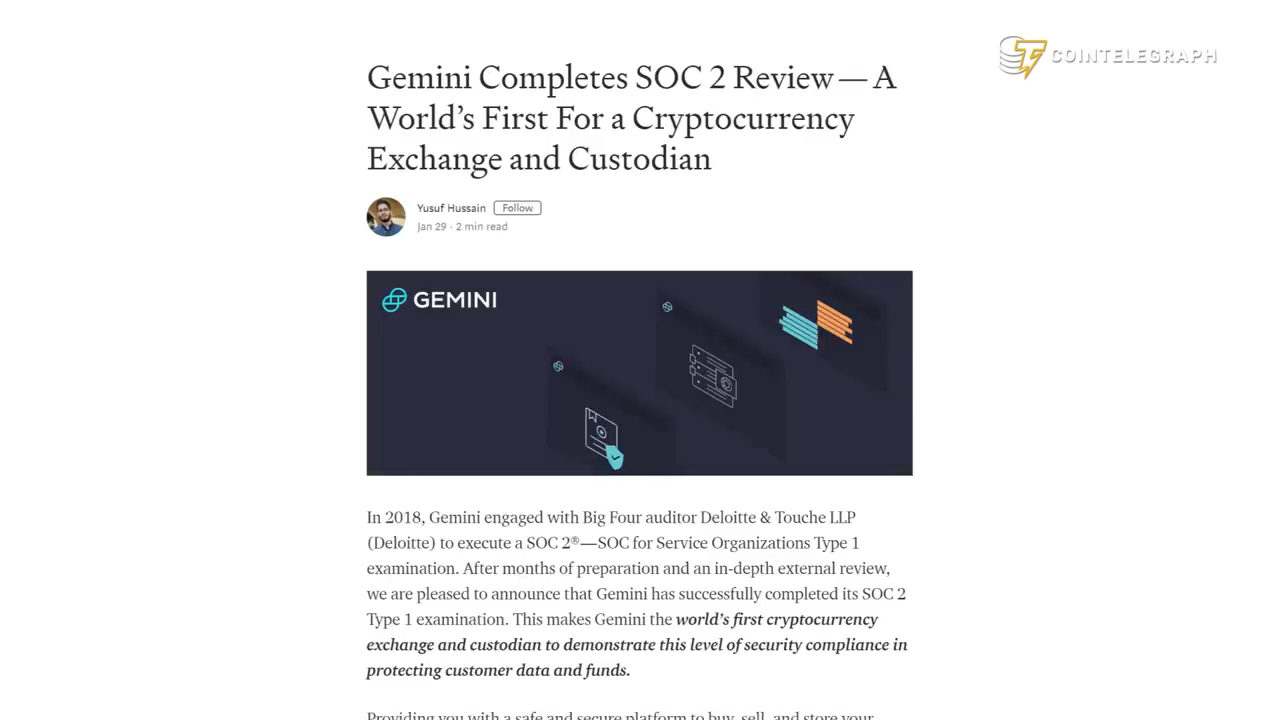 COINTELEGRAPH
Gemini Completes SOC 2 Review — A
World's First For a Cryptocurrency
Exchange and Custodian
Yusuf Hussain Follow
Jan 29 · 2 min read
GEMINI
In 2018, Gemini engaged with Big Four auditor Deloitte & Touche LLP
(Deloitte) to execute a SOC 2®—SOC for Service Organizations Type 1
examination. After months of preparation and an in-depth external review,
we are pleased to announce that Gemini has successfully completed its SOC 2
Type 1 examination. This makes Gemini the world's first cryptocurrency
exchange and custodian to demonstrate this level of security compliance in
protecting customer data and funds.
Providing you with a safe and secure platform to buy, sell, and store your